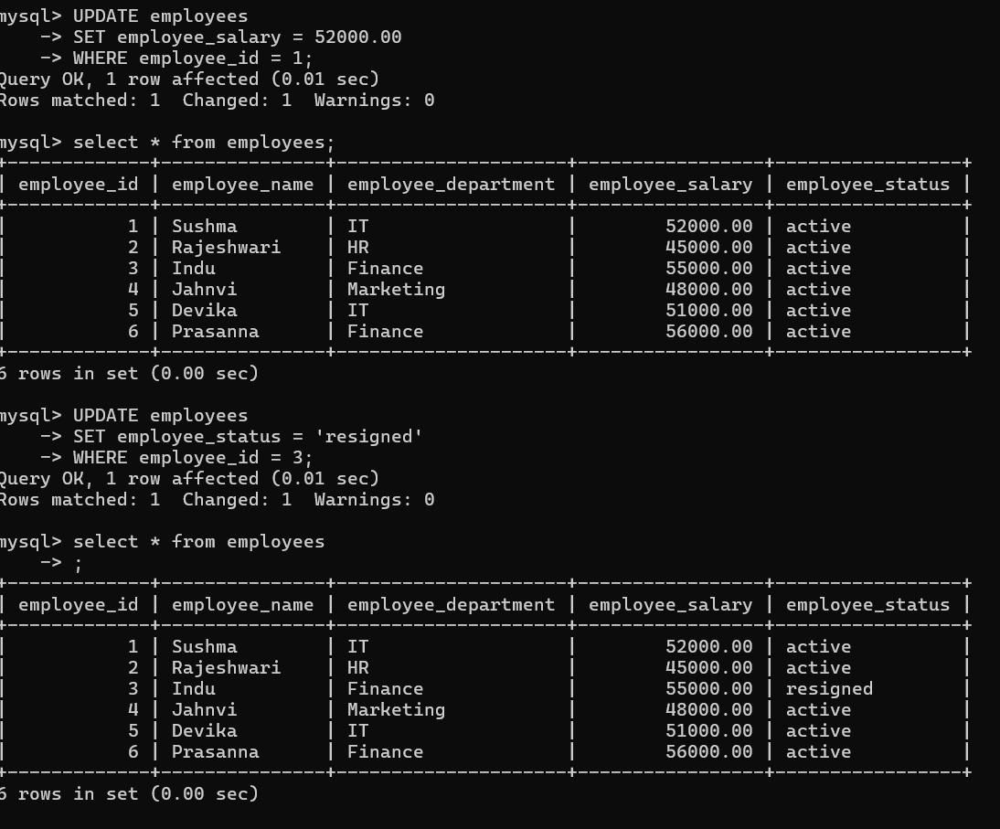 mysql> UPDATE employees
    -> SET employee_salary = 52000.00
    -> WHERE employee_id = 1;
Query OK, 1 row affected (0.01 sec)
Rows matched: 1  Changed: 1  Warnings: 0

mysql> select * from employees;
+-------------+---------------+---------------------+-----------------+-----------------+
| employee_id | employee_name | employee_department | employee_salary | employee_status |
+-------------+---------------+---------------------+-----------------+-----------------+
|           1 | Sushma        | IT                  |        52000.00 | active          |
|           2 | Rajeshwari    | HR                  |        45000.00 | active          |
|           3 | Indu          | Finance             |        55000.00 | active          |
|           4 | Jahnvi        | Marketing           |        48000.00 | active          |
|           5 | Devika        | IT                  |        51000.00 | active          |
|           6 | Prasanna      | Finance             |        56000.00 | active          |
+-------------+---------------+---------------------+-----------------+-----------------+
6 rows in set (0.00 sec)

mysql> UPDATE employees
    -> SET employee_status = 'resigned'
    -> WHERE employee_id = 3;
Query OK, 1 row affected (0.01 sec)
Rows matched: 1  Changed: 1  Warnings: 0

mysql> select * from employees
    -> ;
+-------------+---------------+---------------------+-----------------+-----------------+
| employee_id | employee_name | employee_department | employee_salary | employee_status |
+-------------+---------------+---------------------+-----------------+-----------------+
|           1 | Sushma        | IT                  |        52000.00 | active          |
|           2 | Rajeshwari    | HR                  |        45000.00 | active          |
|           3 | Indu          | Finance             |        55000.00 | resigned        |
|           4 | Jahnvi        | Marketing           |        48000.00 | active          |
|           5 | Devika        | IT                  |        51000.00 | active          |
|           6 | Prasanna      | Finance             |        56000.00 | active          |
+-------------+---------------+---------------------+-----------------+-----------------+
6 rows in set (0.00 sec)